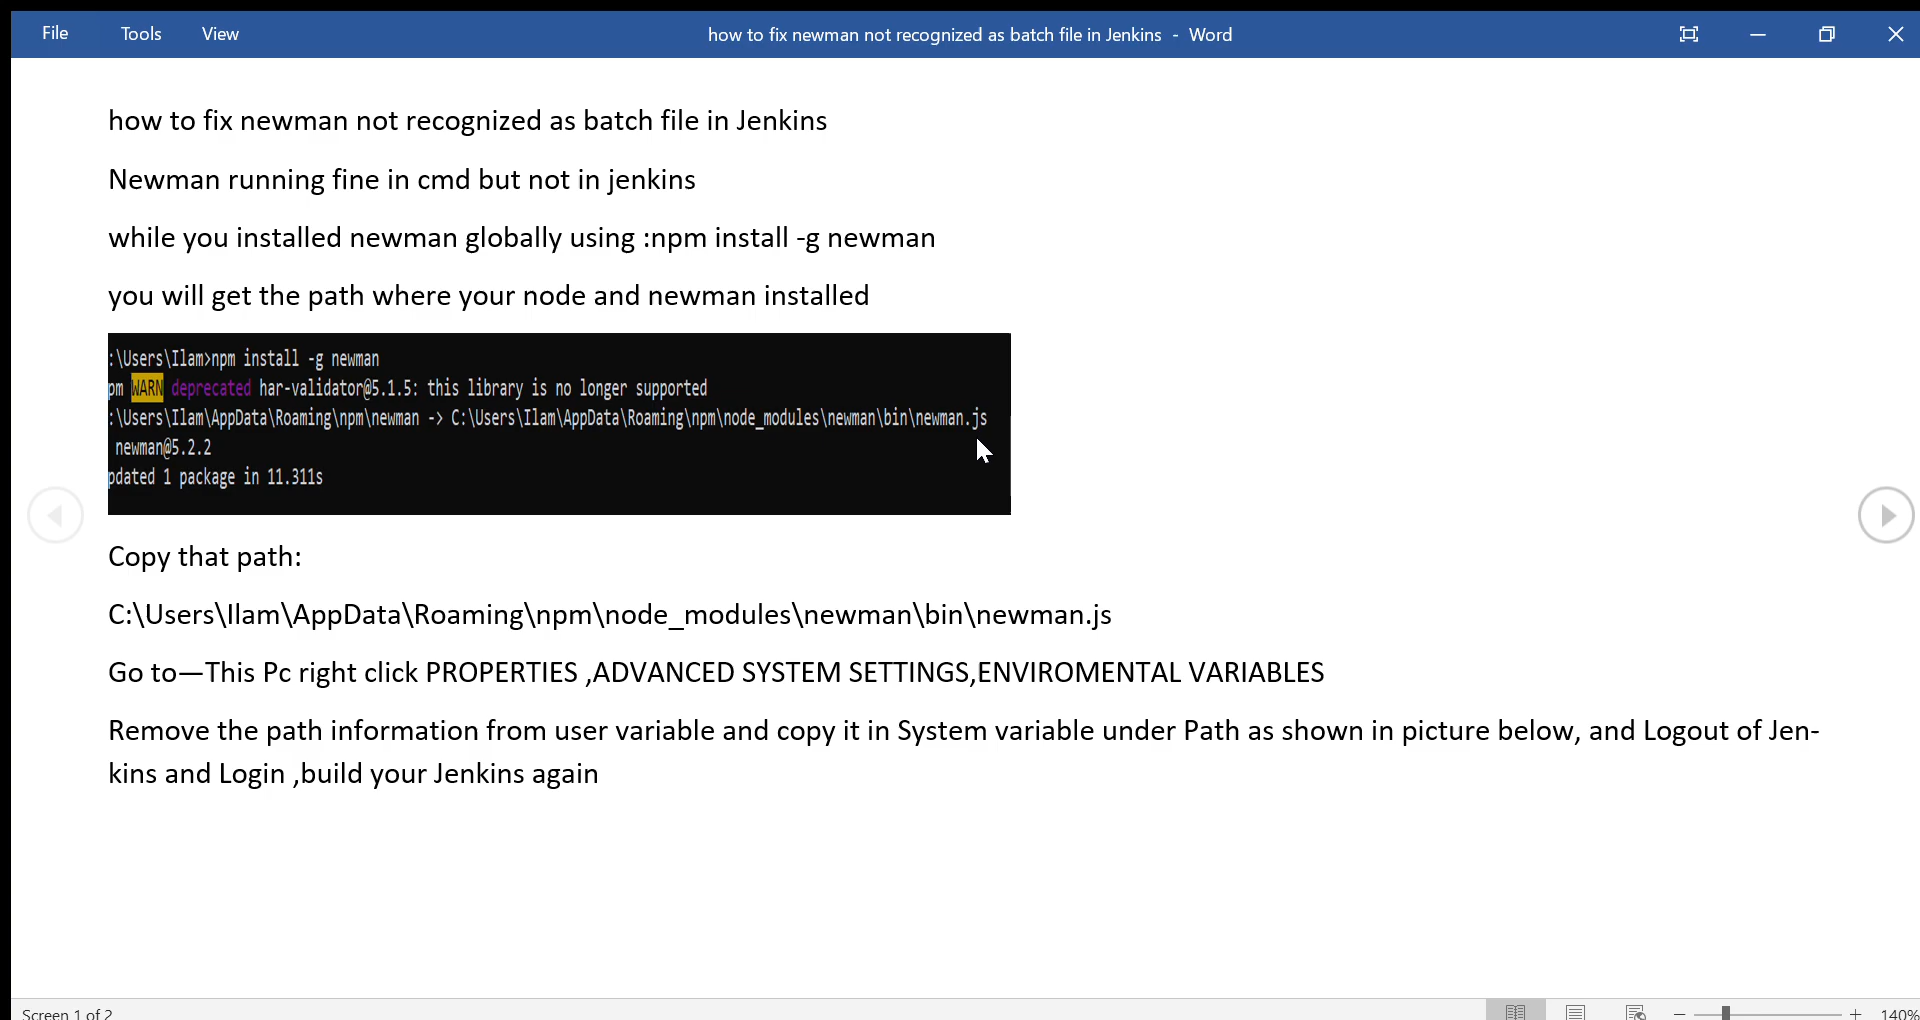 File Tools View how to fix newman not recognized as batch file in Jenkins - Word
how to fix newman not recognized as batch file in Jenkins
Newman running fine in cmd but not in jenkins
while you installed newman globally using :npm install -g newman
you will get the path where your node and newman installed
:\Users\Ilam>npm install -g newman
pm WARN deprecated har-validator@5.1.5: this library is no longer supported
:\Users\Ilam\AppData\Roaming\npm\newman -> C:\Users\Ilam\AppData\Roaming\npm\node_modules\newman\bin\newman.js
newman@5.2.2
pdated 1 package in 11.311s
Copy that path:
C:\Users\Ilam\AppData\Roaming\npm\node_modules\newman\bin\newman.js
Go to—This Pc right click PROPERTIES ,ADVANCED SYSTEM SETTINGS,ENVIROMENTAL VARIABLES
Remove the path information from user variable and copy it in System variable under Path as shown in picture below, and Logout of Jen-
kins and Login ,build your Jenkins again
Screen 1 of 2 140%